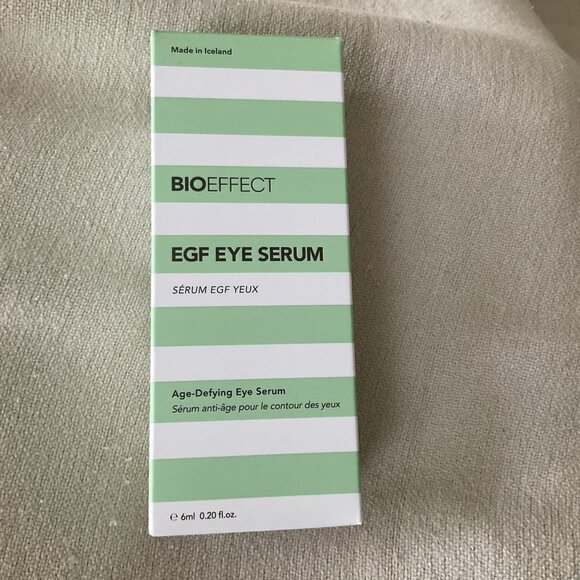 Made in Iceland
BIOEFFECT
EGF EYE SERUM
SÉRUM EGF YEUX
Age-Defying Eye Serum
Sérum anti-âge pour le contour des yeux
℮ 6ml 0.20 fl.oz.